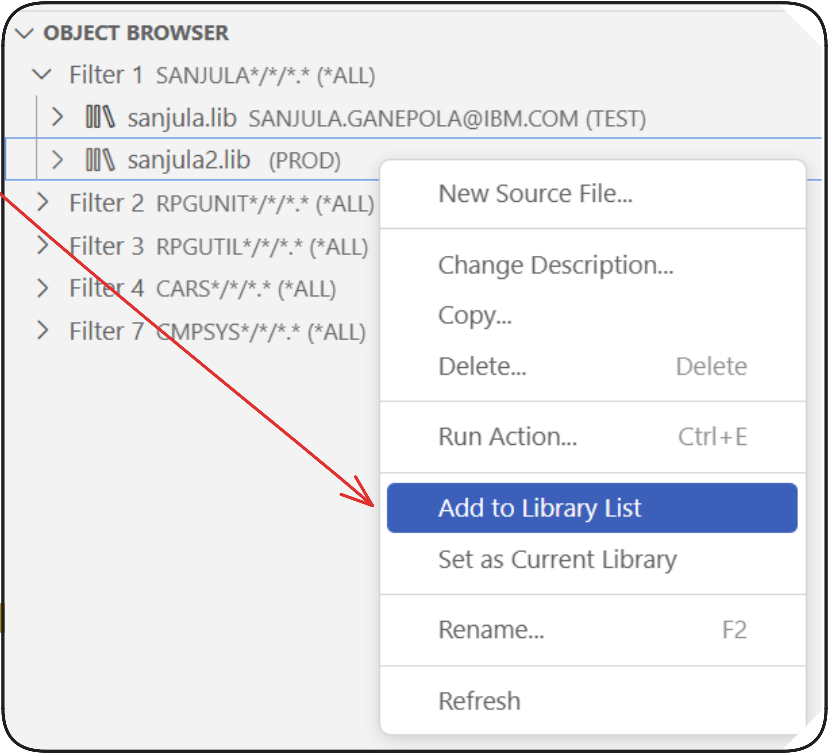 OBJECT BROWSER
Filter 1 SANJULA*/*/*.* (*ALL)
sanjula.lib SANJULA.GANEPOLA@IBM.COM (TEST)
sanjula2.lib (PROD)
Filter 2 RPGUNIT*/*/*.* (*ALL)
Filter 3 RPGUTIL*/*/*.* (*ALL)
Filter 4 CARS*/*/*.* (*ALL)
Filter 7 CMPSYS*/*/*.* (*ALL)
New Source File...
Change Description...
Copy...
Delete... Delete
Run Action... Ctrl+E
Add to Library List
Set as Current Library
Rename... F2
Refresh